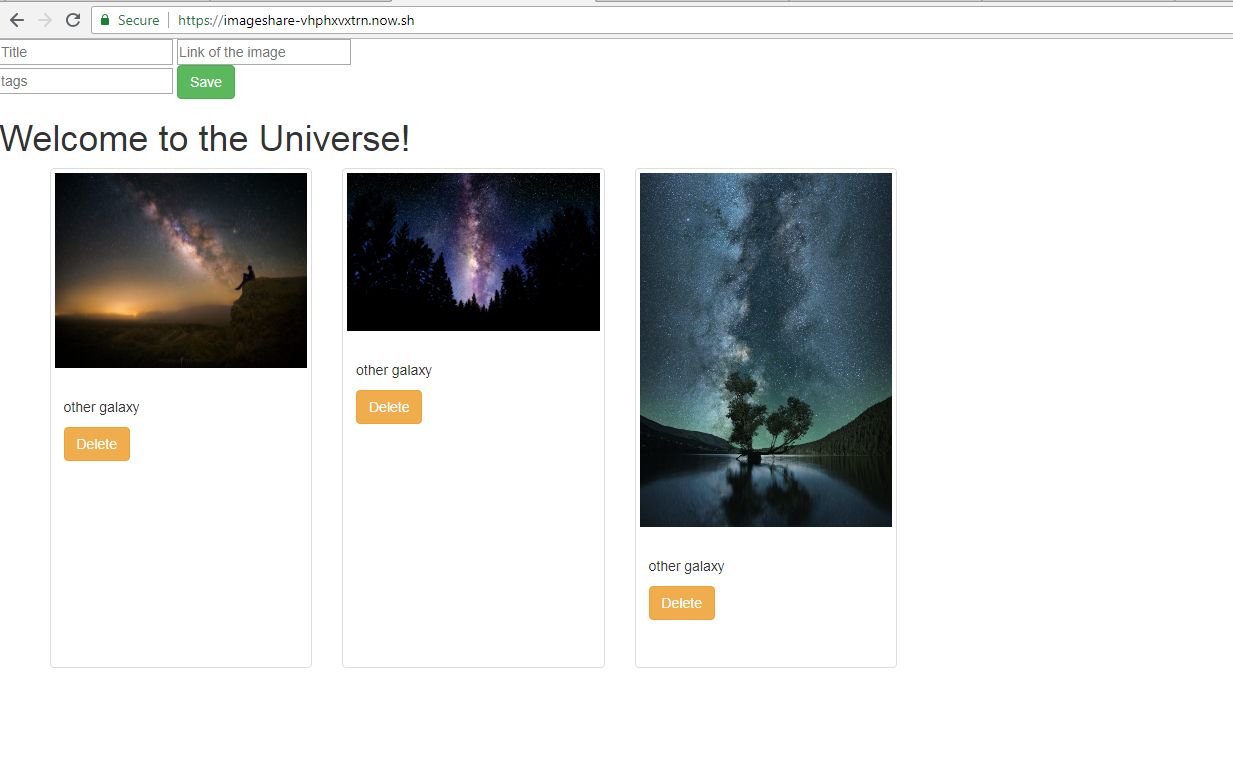 Secure | https://imageshare-vhphxvxtrn.now.sh
Title Link of the image
tags Save
Welcome to the Universe!
other galaxy
Delete
other galaxy
Delete
other galaxy
Delete